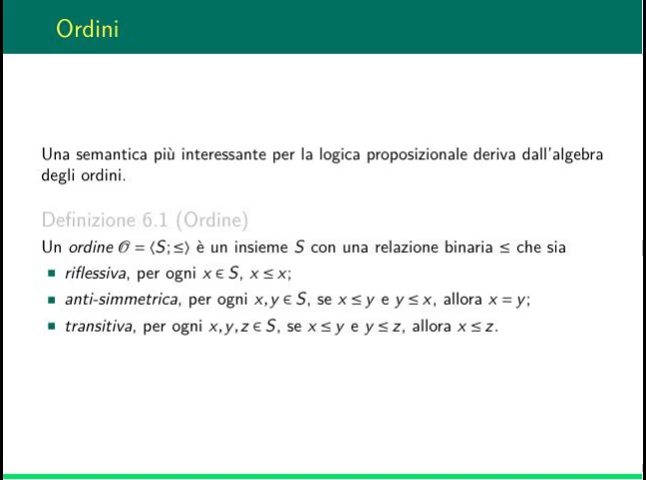 Ordini
Una semantica più interessante per la logica proposizionale deriva dall'algebra
degli ordini.
Definizione 6.1 (Ordine)
Un ordine 𝒪 = ⟨S; ≤⟩ è un insieme S con una relazione binaria ≤ che sia
▪ riflessiva, per ogni x ∈ S, x ≤ x;
▪ anti-simmetrica, per ogni x, y ∈ S, se x ≤ y e y ≤ x, allora x = y;
▪ transitiva, per ogni x, y, z ∈ S, se x ≤ y e y ≤ z, allora x ≤ z.